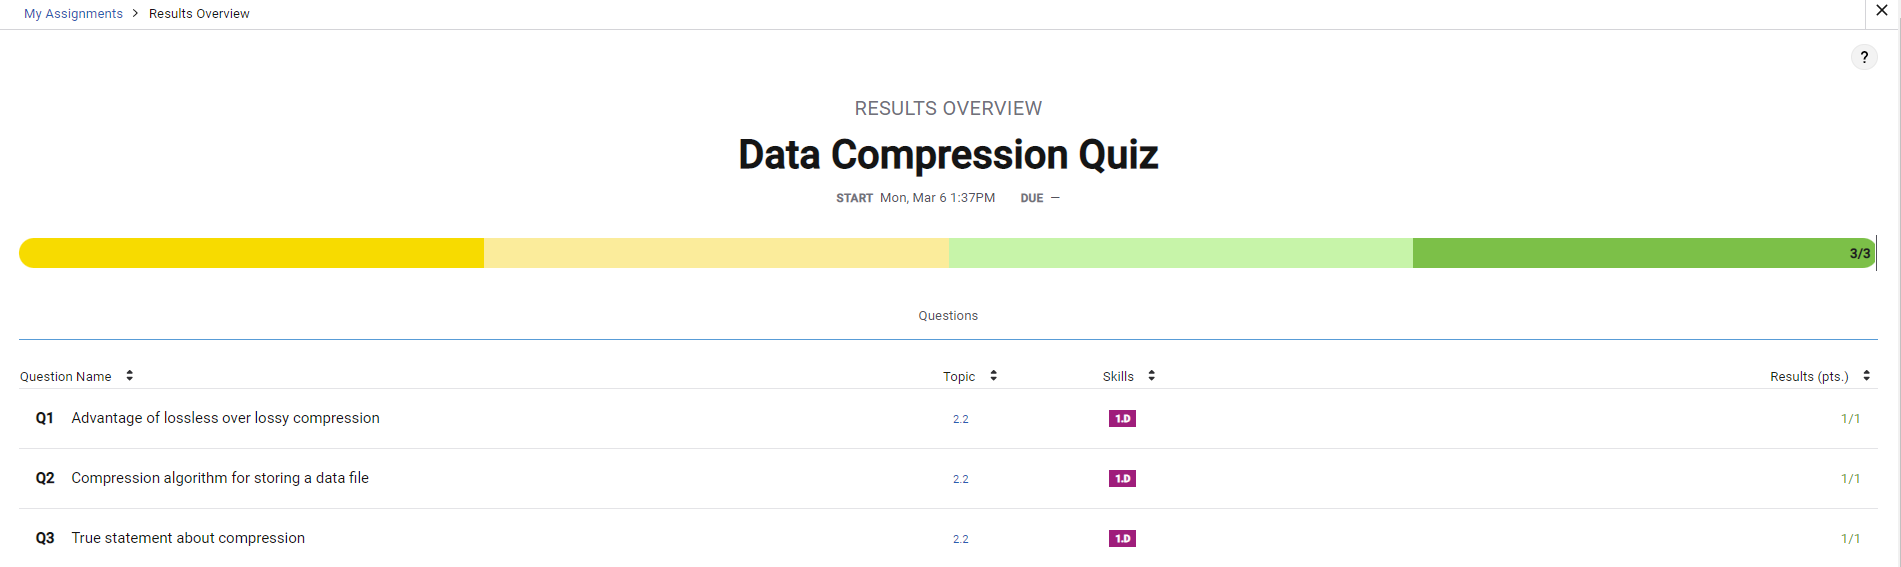 My Assignments > Results Overview
?
RESULTS OVERVIEW
Data Compression Quiz
START Mon, Mar 6 1:37PM DUE —
3/3
Questions
Question Name Topic Skills Results (pts.)
Q1 Advantage of lossless over lossy compression 2.2 1.D 1/1
Q2 Compression algorithm for storing a data file 2.2 1.D 1/1
Q3 True statement about compression 2.2 1.D 1/1